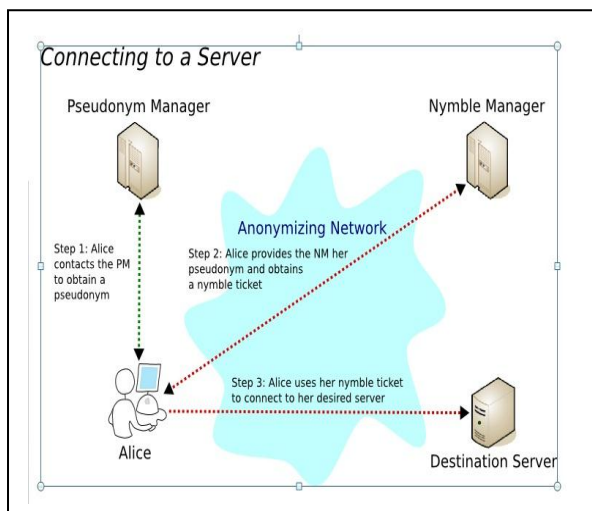 Connecting to a Server
Pseudonym Manager
Nymble Manager
Anonymizing Network
Step 1: Alice
contacts the PM
to obtain a
pseudonym
Step 2: Alice provides the NM her
pseudonym and obtains
a nymble ticket
Step 3: Alice uses her nymble ticket
to connect to her desired server
Alice
Destination Server